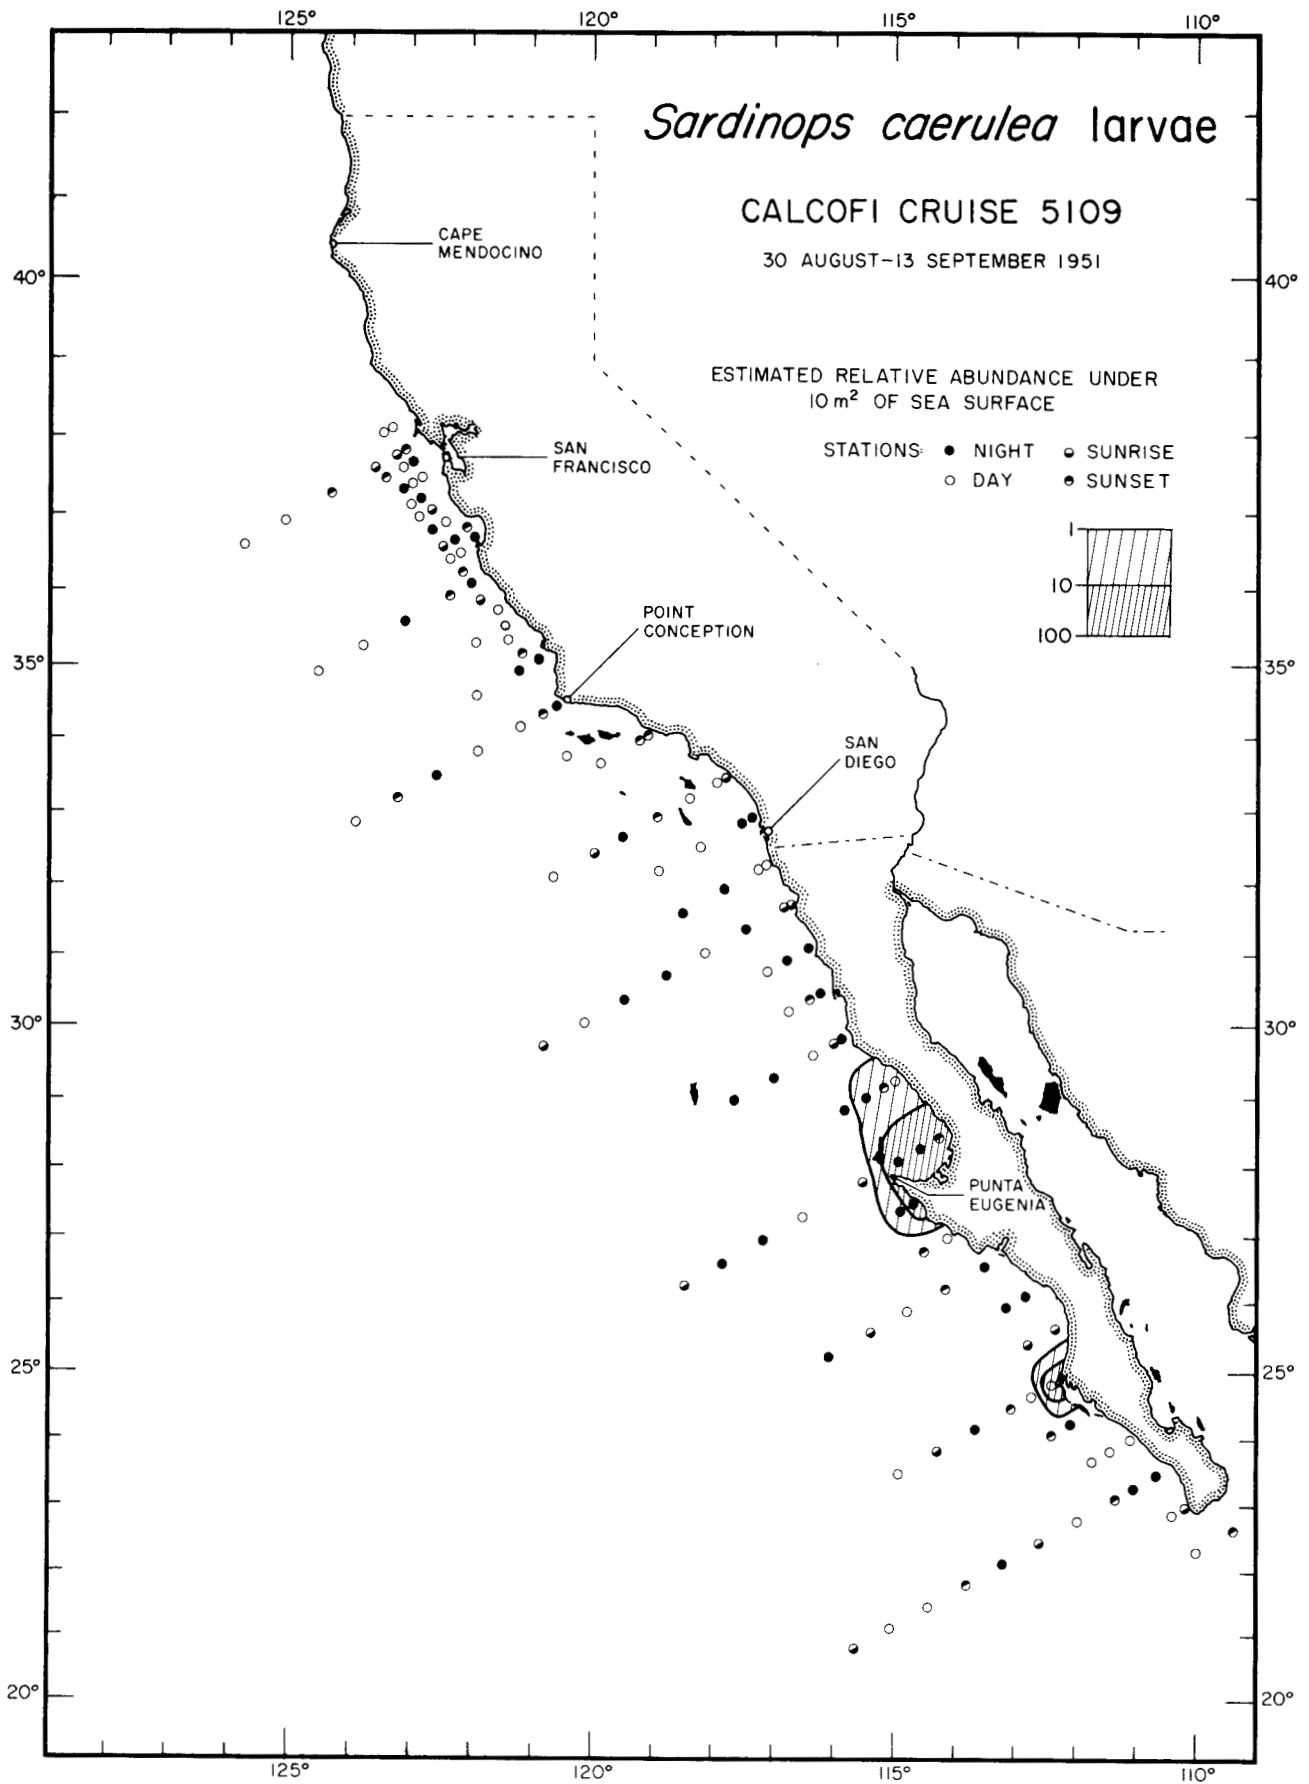 125° 120° 115° 110°
Sardinops caerulea larvae
CALCOFI CRUISE 5109
30 AUGUST–13 SEPTEMBER 1951
CAPE
MENDOCINO
40° 40°
ESTIMATED RELATIVE ABUNDANCE UNDER
10 m² OF SEA SURFACE
STATIONS: ● NIGHT SUNRISE
○ DAY SUNSET
SAN
FRANCISCO
1
10
100
POINT
CONCEPTION
35° 35°
SAN
DIEGO
30° 30°
PUNTA
EUGENIA
25° 25°
20° 20°
125° 120° 115° 110°